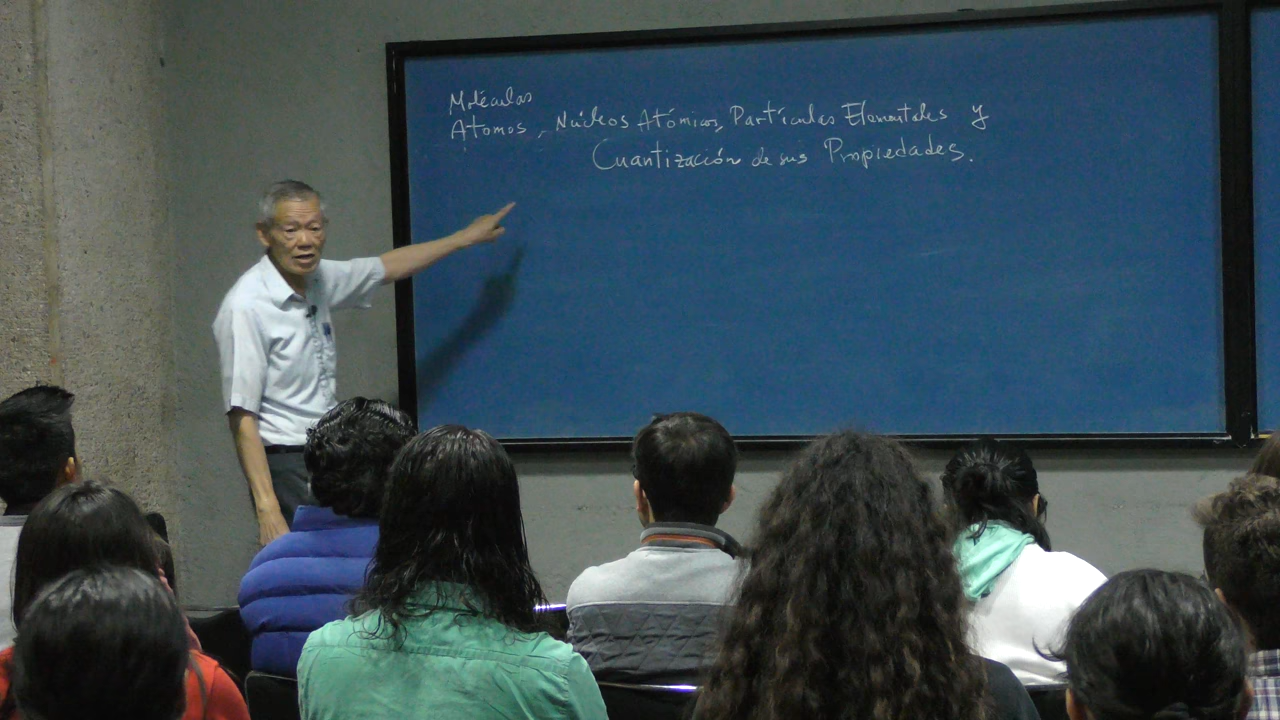 Moléculas
Atomos, Núcleos Atómicos, Partículas Elementales y
Cuantización de sus Propiedades.